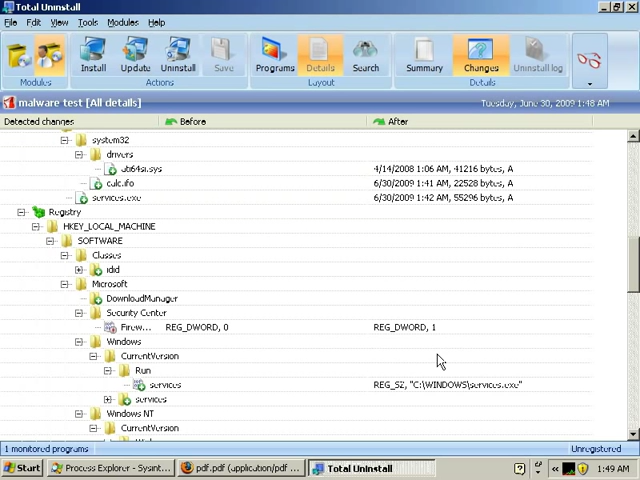 Total Uninstall
File Edit View Tools Modules Help
Install Update Uninstall Save Programs Details Search Summary Changes Uninstall log
Modules Actions Layout Details
malware test [All details] Tuesday, June 30, 2009 1:48 AM
Detected changes Before After
system32
drivers
ati64si.sys 4/14/2008 1:06 AM, 41216 bytes, A
calc.ifo 6/30/2009 1:41 AM, 22528 bytes, A
services.exe 6/30/2009 1:42 AM, 55296 bytes, A
Registry
HKEY_LOCAL_MACHINE
SOFTWARE
Classes
idid
Microsoft
DownloadManager
Security Center
Firew... REG_DWORD, 0 REG_DWORD, 1
Windows
CurrentVersion
Run
services REG_SZ, "C:\WINDOWS\services.exe"
services
Windows NT
CurrentVersion
1 monitored programs Unregistered
Start Process Explorer - Sysint... pdf.pdf (application/pdf ... Total Uninstall 1:49 AM